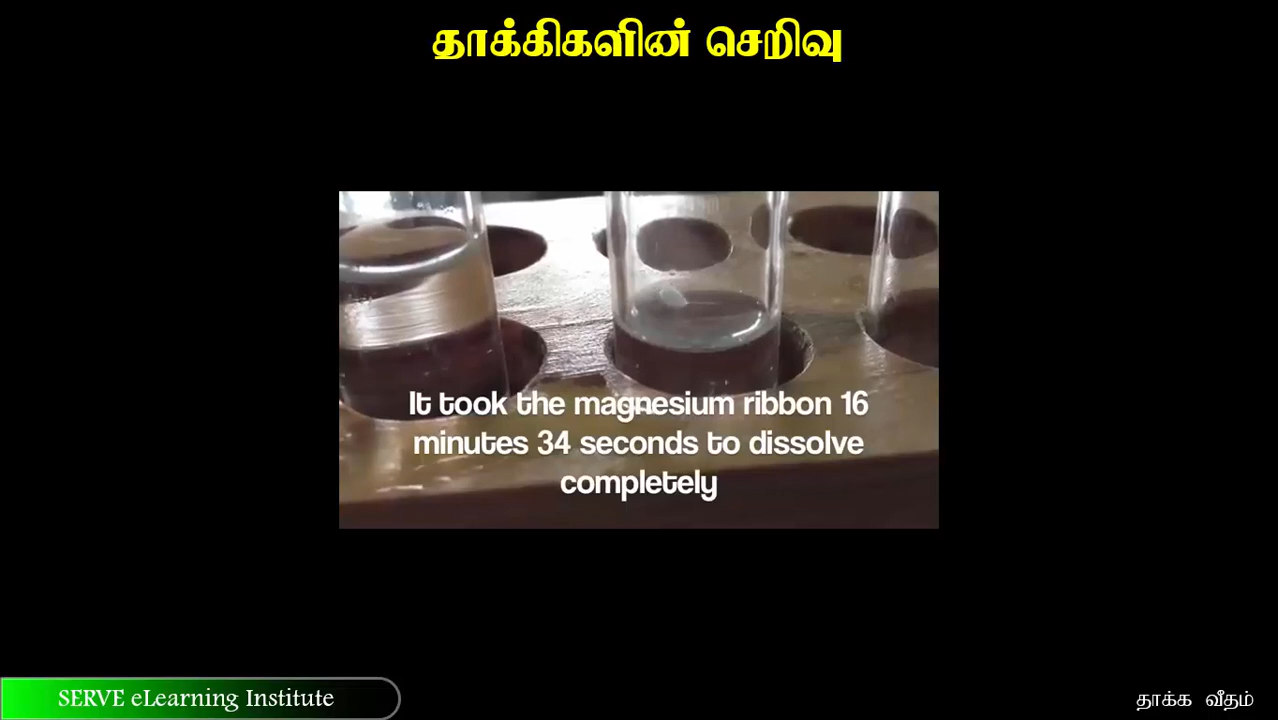 தாக்கிகளின் செறிவு
It took the magnesium ribbon 16
minutes 34 seconds to dissolve
completely
SERVE eLearning Institute
தாக்க வீதம்